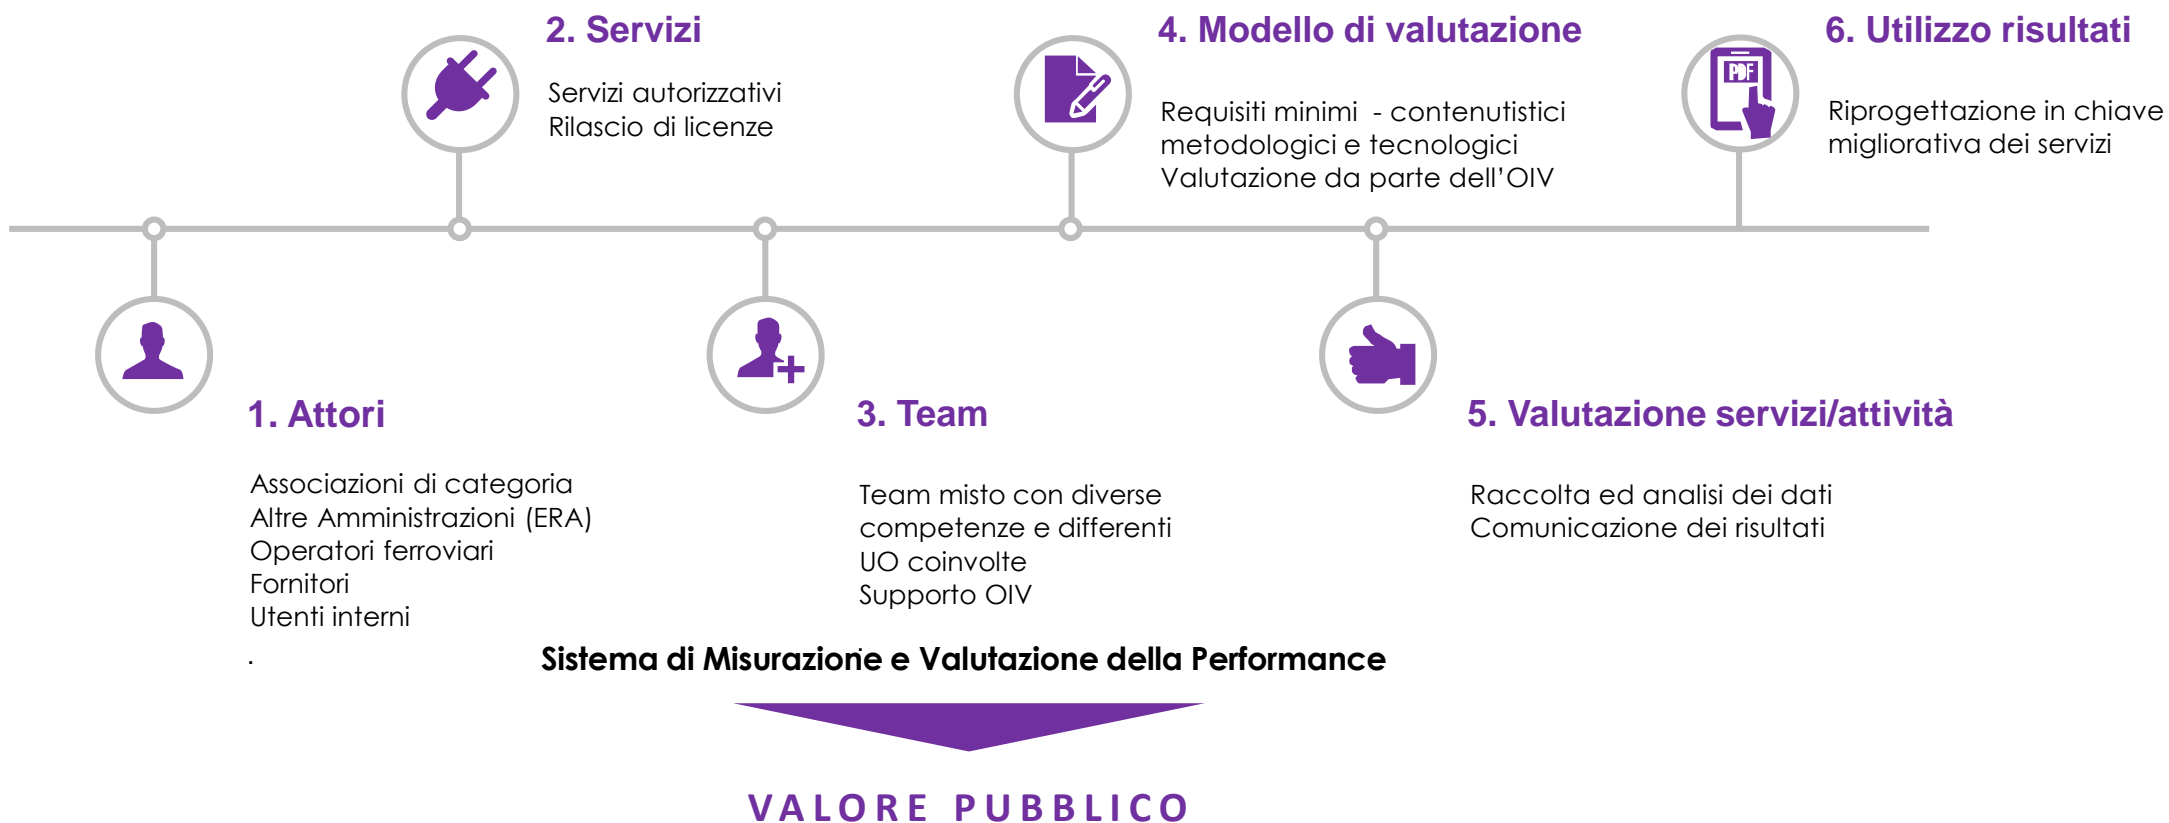 2. Servizi
Servizi autorizzativi
Rilascio di licenze
4. Modello di valutazione
Requisiti minimi - contenutistici
metodologici e tecnologici
Valutazione da parte dell’OIV
6. Utilizzo risultati
PDF
Riprogettazione in chiave
migliorativa dei servizi
1. Attori
Associazioni di categoria
Altre Amministrazioni (ERA)
Operatori ferroviari
Fornitori
Utenti interni
.
3. Team
Team misto con diverse
competenze e differenti
UO coinvolte
Supporto OIV
.
5. Valutazione servizi/attività
Raccolta ed analisi dei dati
Comunicazione dei risultati
Sistema di Misurazione e Valutazione della Performance
VALORE PUBBLICO